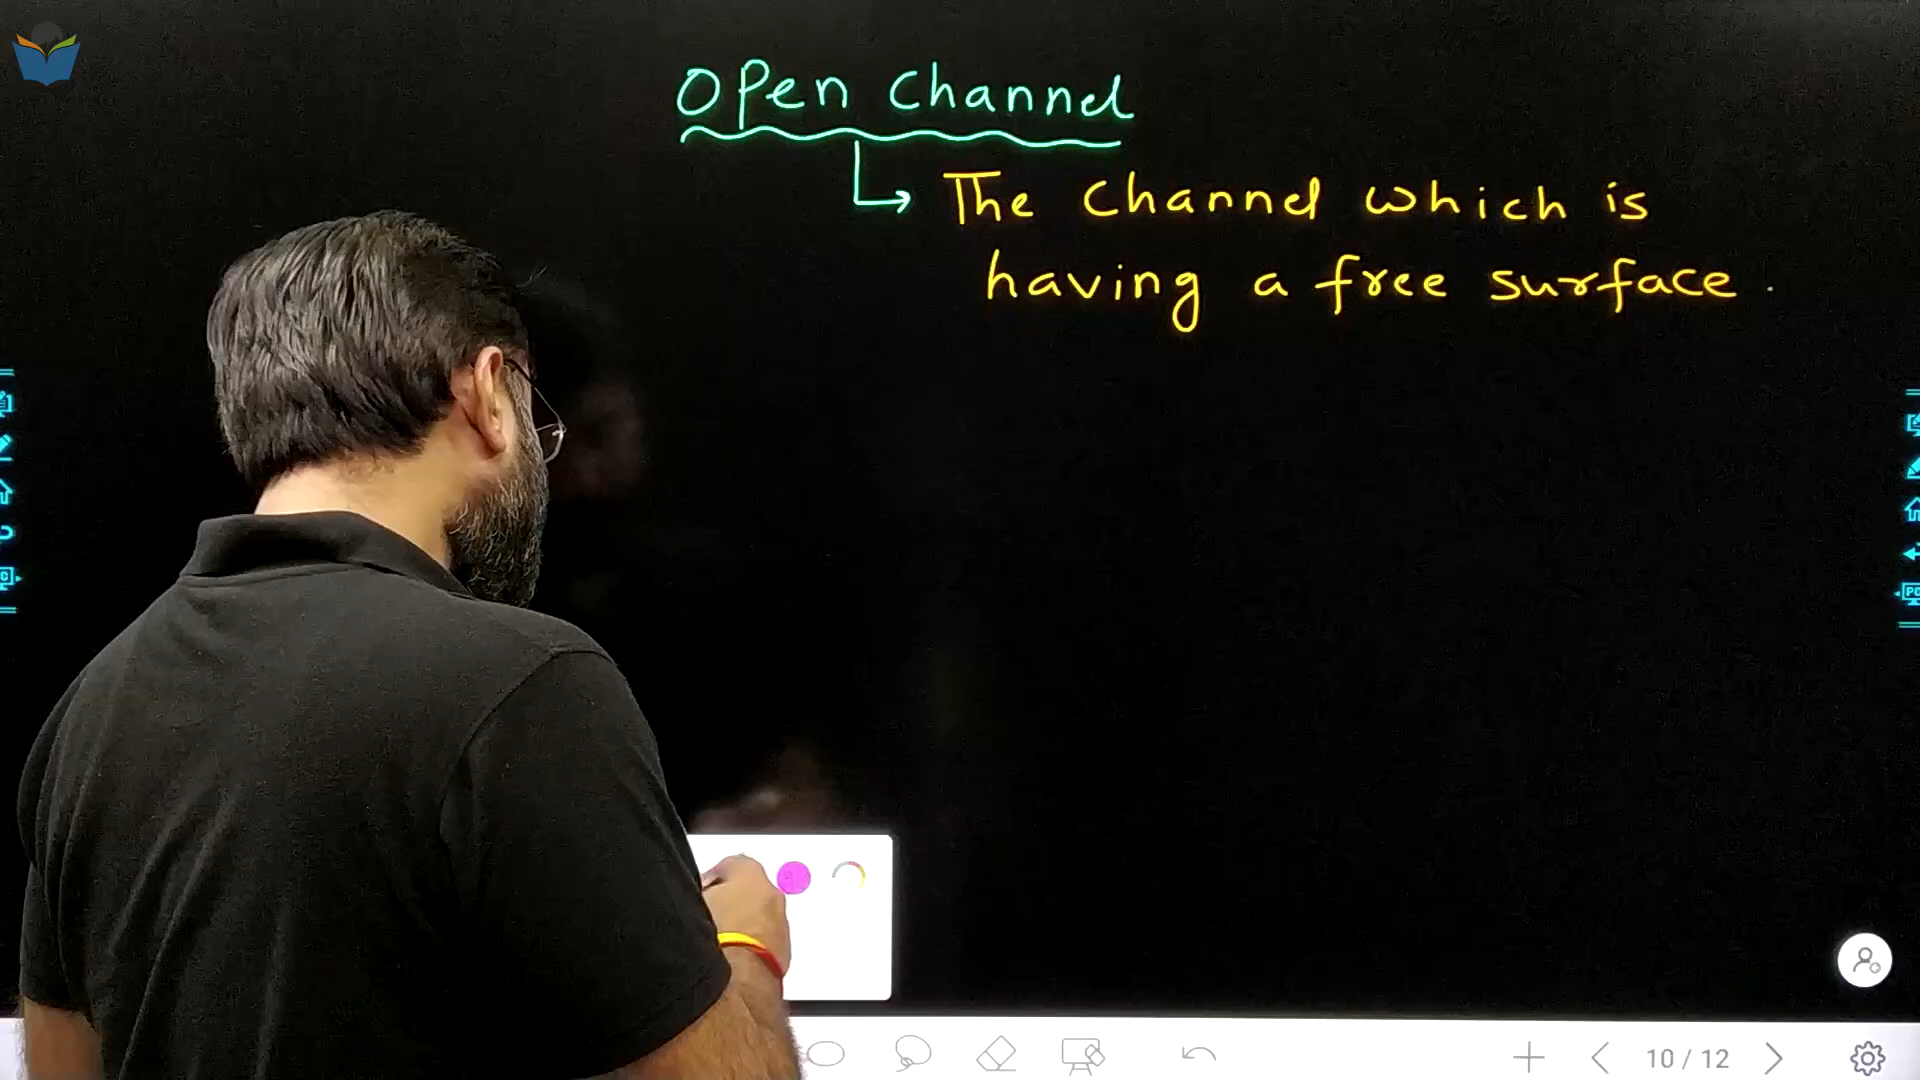 Open Channel
The Channel which is
having a free surface.
10 / 12